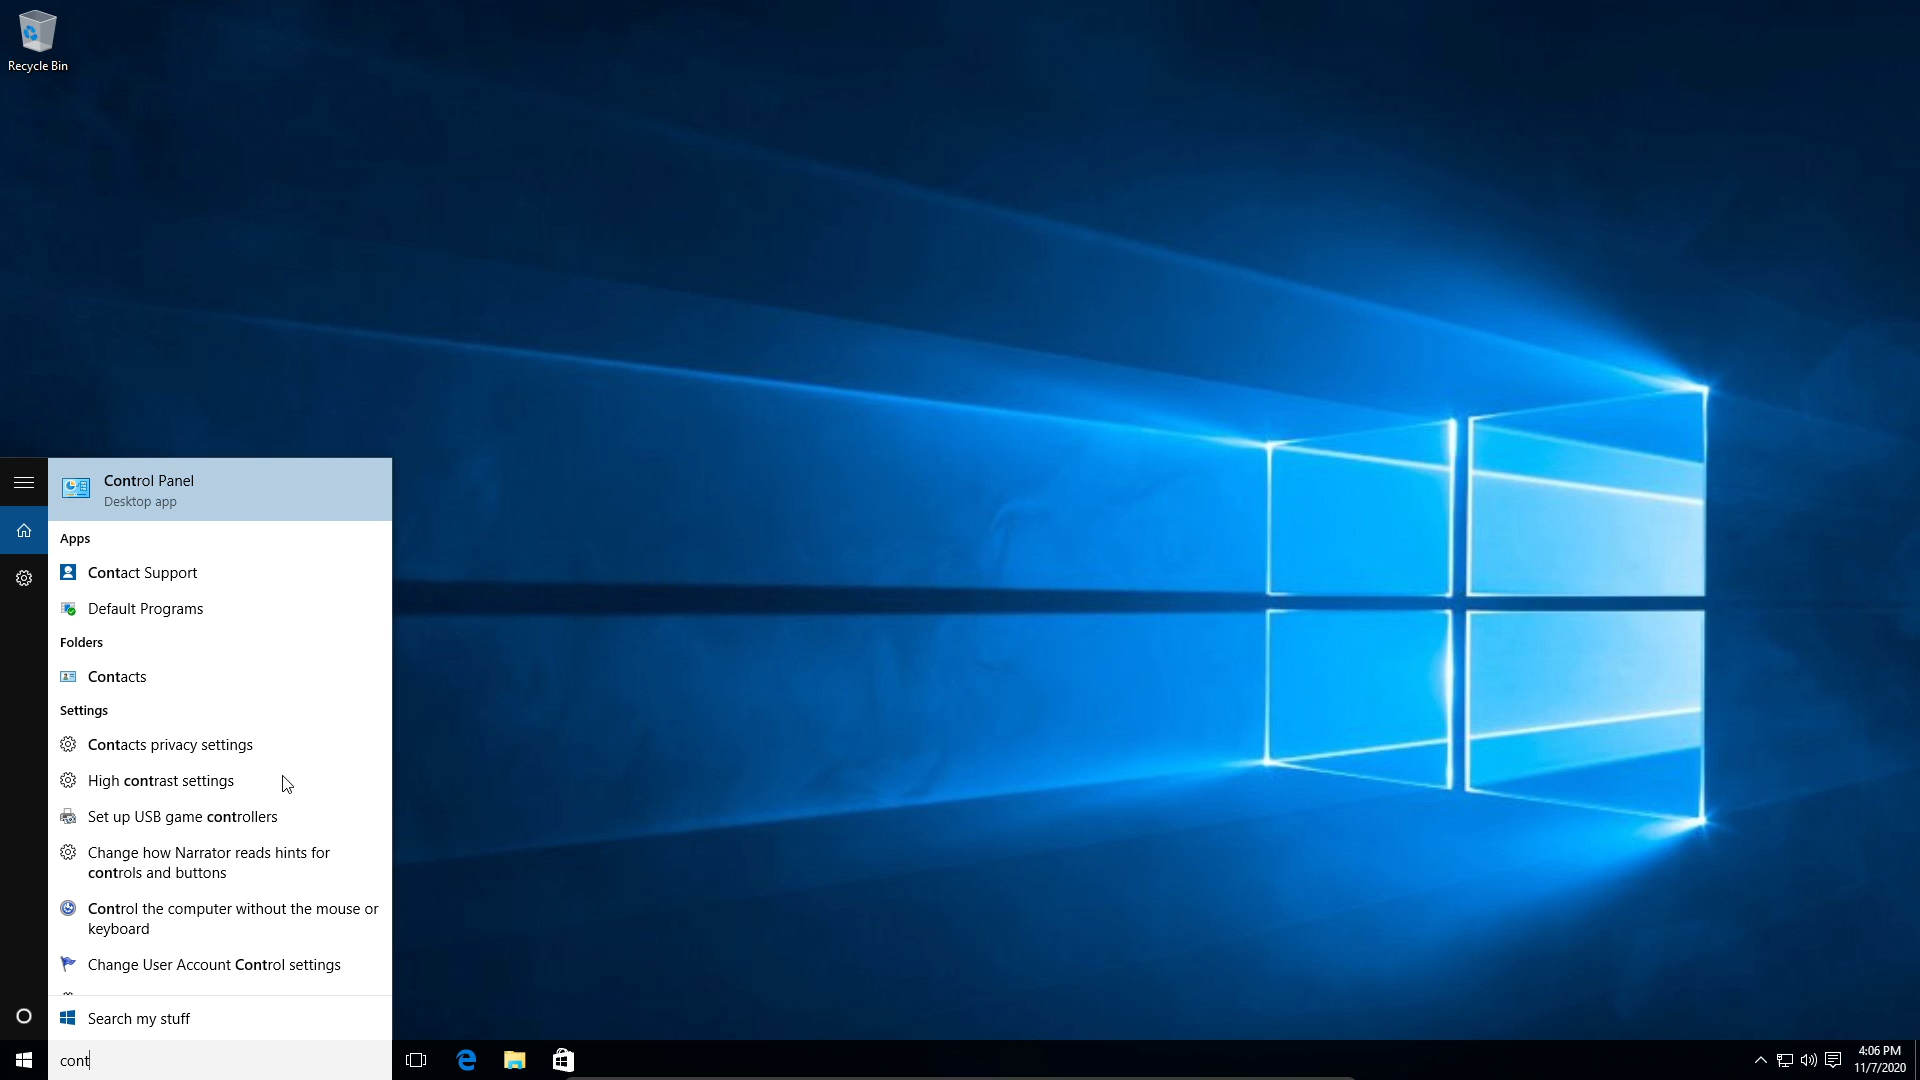 Recycle Bin
Control Panel
Desktop app
Apps
Contact Support
Default Programs
Folders
Contacts
Settings
Contacts privacy settings
High contrast settings
Set up USB game controllers
Change how Narrator reads hints for
controls and buttons
Control the computer without the mouse or
keyboard
Change User Account Control settings
Search my stuff
cont
4:06 PM
11/7/2020